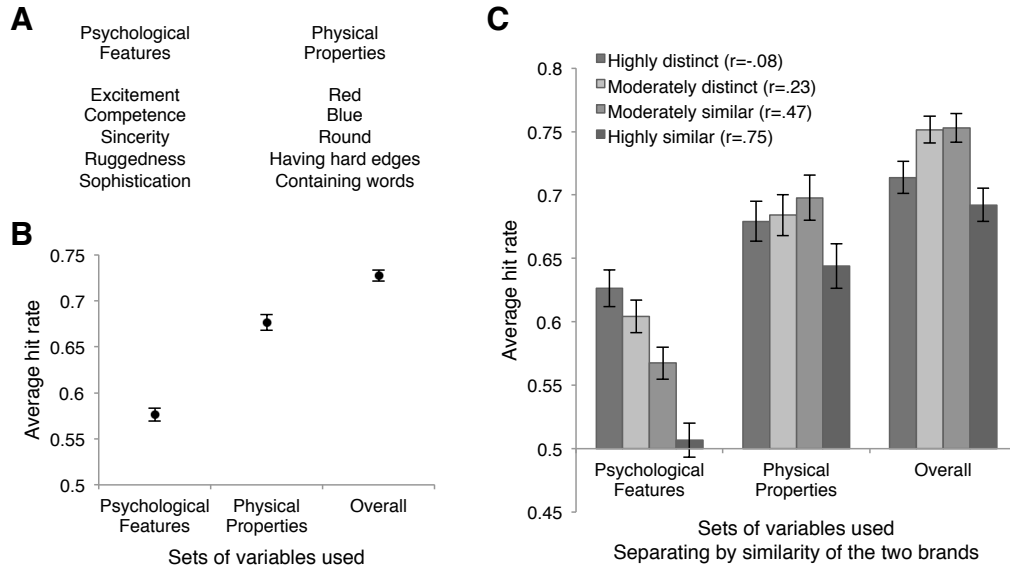 A
Psychological Features
Physical Properties
Excitement
Red
Competence
Blue
Sincerity
Round
Ruggedness
Having hard edges
Sophistication
Containing words
B
Average hit rate
0.75
0.7
0.65
0.6
0.55
0.5
Psychological Features
Physical Properties
Overall
Sets of variables used
C
Highly distinct (r=-.08)
Moderately distinct (r=.23)
Moderately similar (r=.47)
Highly similar (r=.75)
Average hit rate
0.8
0.75
0.7
0.65
0.6
0.55
0.5
0.45
Psychological Features
Physical Properties
Overall
Sets of variables used
Separating by similarity of the two brands